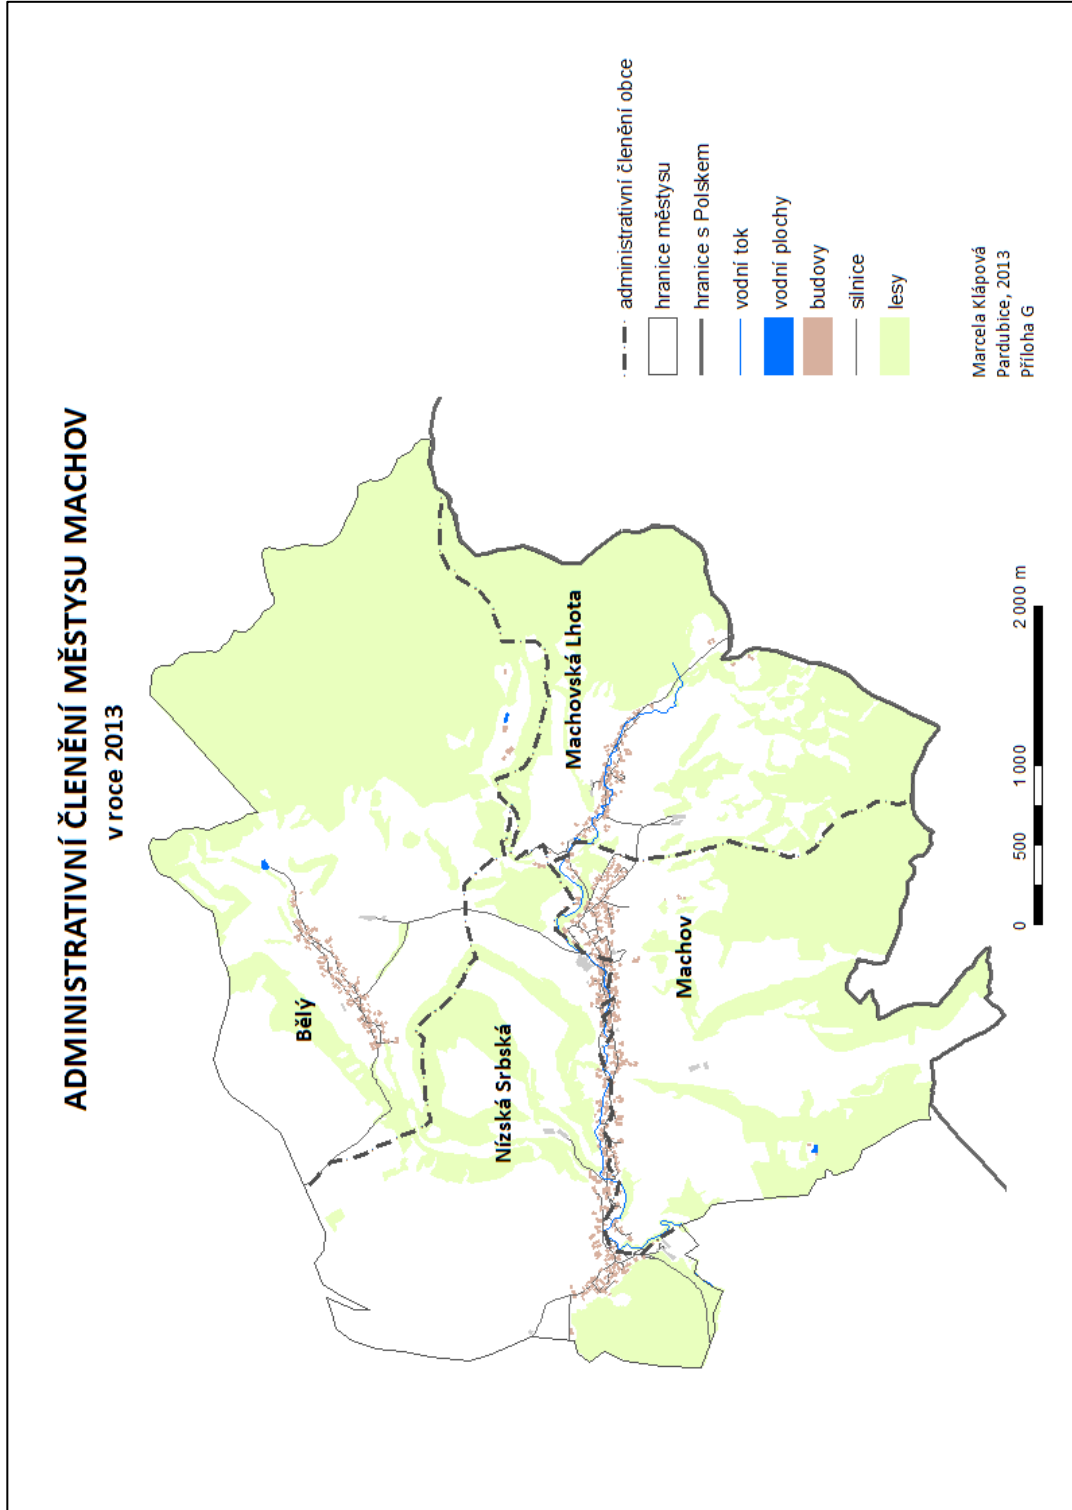 ADMINISTRATIVNÍ ČLENĚNÍ MĚSTYSU MACHOV
v roce 2013
Bělý
Nízská Srbská
Machovská Lhota
Machov
administrativní členění obce
hranice městysu
hranice s Polskem
vodní tok
vodní plochy
budovy
silnice
lesy
0 500 1 000 2 000 m
Marcela Klápová
Pardubice, 2013
Příloha G